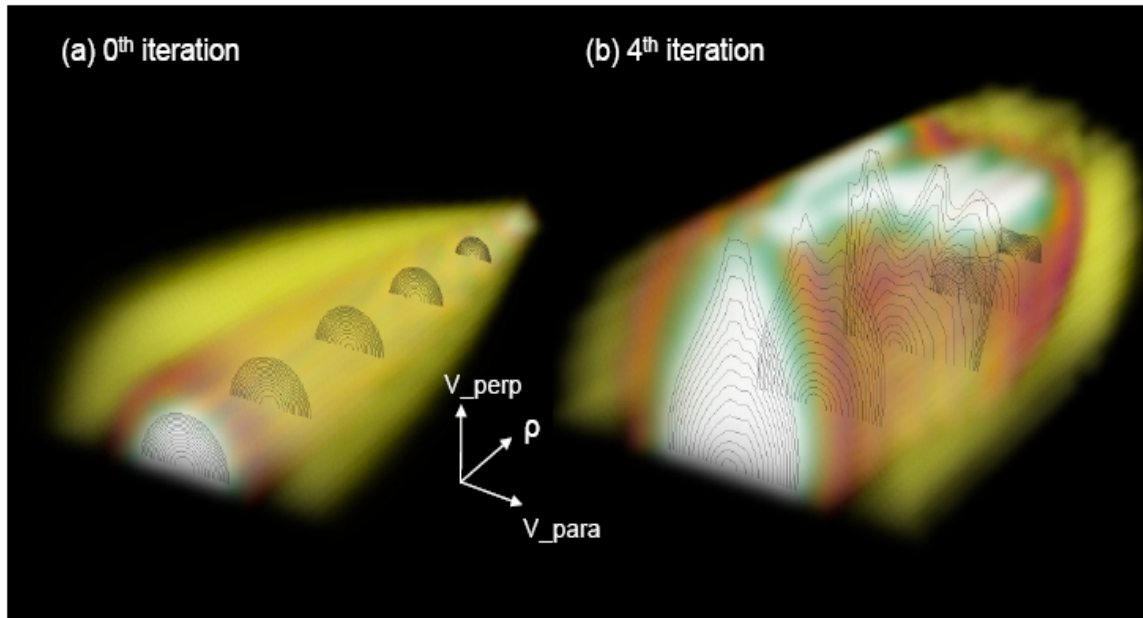 (a) 0th iteration
(b) 4th iteration
V_perp
ρ
V_para